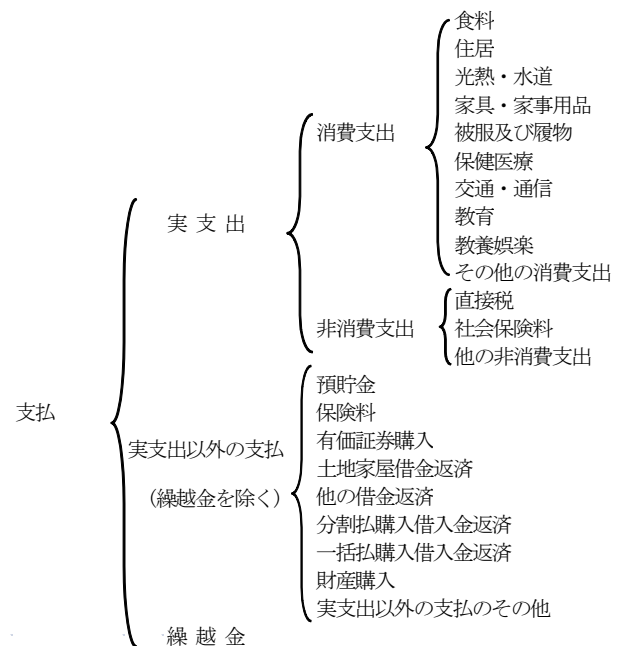 食料
住居
光熱・水道
家具・家事用品
消費支出
被服及び履物
保健医療
交通・通信
実 支 出
教育
教養娯楽
その他の消費支出
直接税
非消費支出
社会保険料
他の非消費支出
預貯金
支払
保険料
有価証券購入
実支出以外の支払
土地家屋借金返済
（繰越金を除く）
他の借金返済
分割払購入借入金返済
一括払購入借入金返済
財産購入
実支出以外の支払のその他
繰 越 金